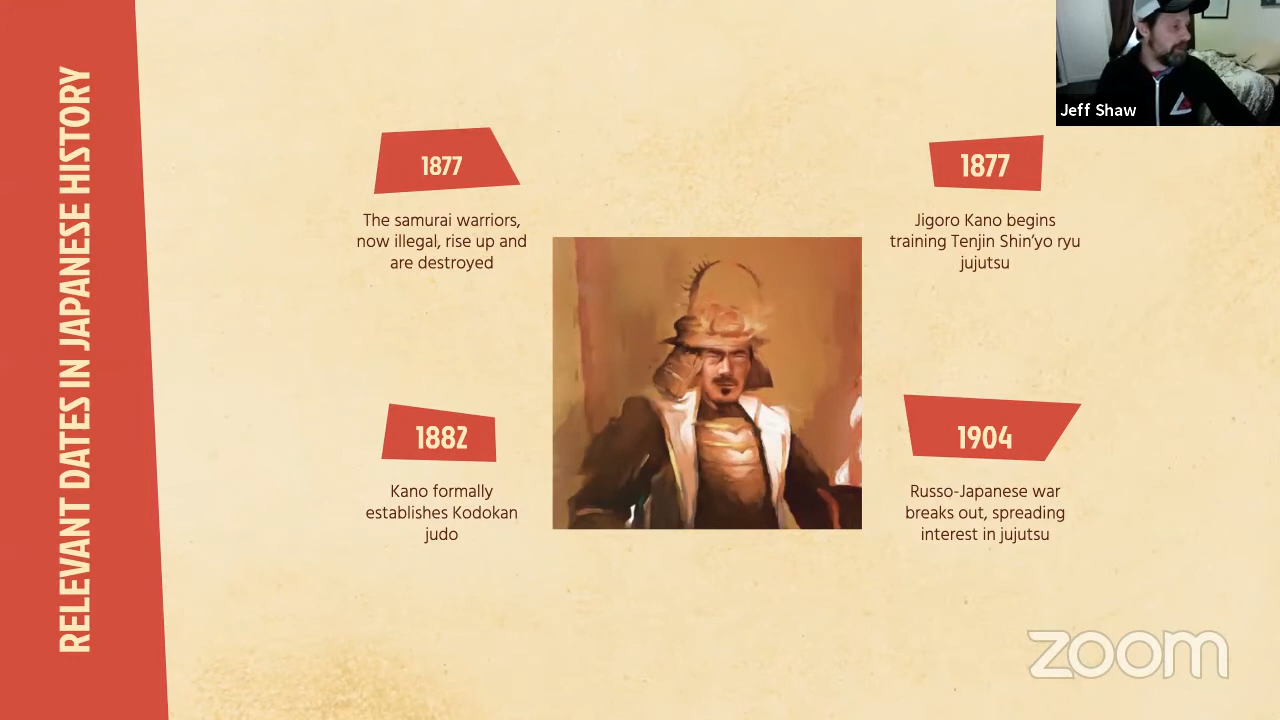 RELEVANT DATES IN JAPANESE HISTORY
Jeff Shaw
1877
The samurai warriors,
now illegal, rise up and
are destroyed
1877
Jigoro Kano begins
training Tenjin Shin'yo ryu
jujutsu
1882
Kano formally
establishes Kodokan
judo
1904
Russo-Japanese war
breaks out, spreading
interest in jujutsu
zoom